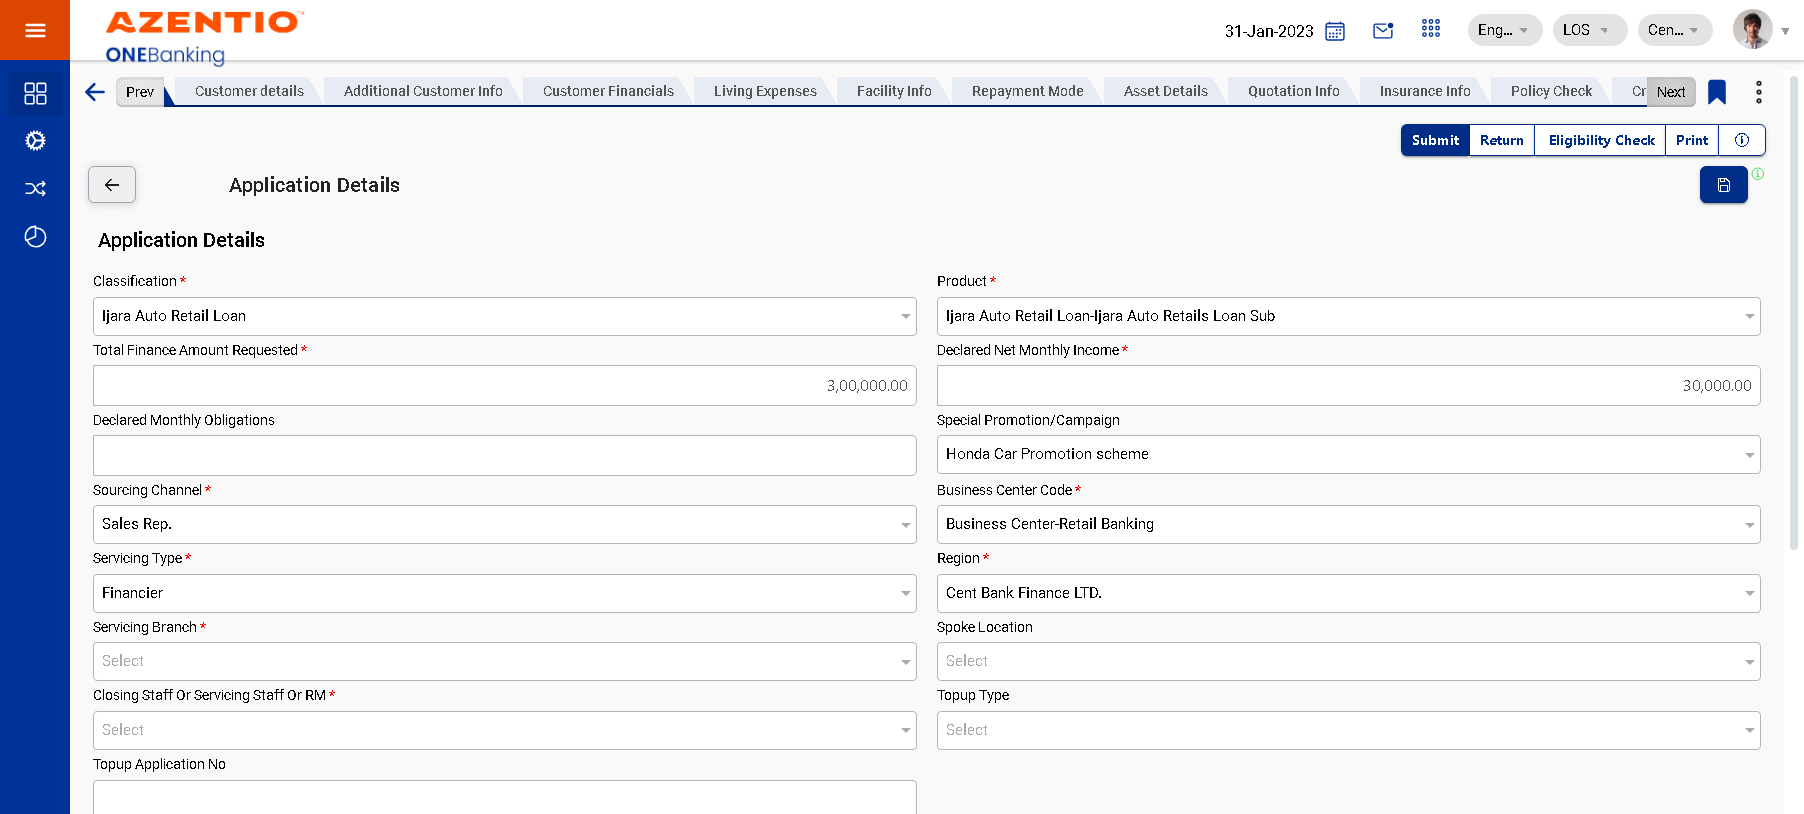 AZENTIO™
ONEBanking
31-Jan-2023
Eng...
LOS
Cen...
Prev
Customer details
Additional Customer Info
Customer Financials
Living Expenses
Facility Info
Repayment Mode
Asset Details
Quotation Info
Insurance Info
Policy Check
Cr
Next
Submit
Return
Eligibility Check
Print
Application Details
Application Details
Classification *
Product *
Ijara Auto Retail Loan
Ijara Auto Retail Loan-Ijara Auto Retails Loan Sub
Total Finance Amount Requested *
Declared Net Monthly Income *
3,00,000.00
30,000.00
Declared Monthly Obligations
Special Promotion/Campaign
Honda Car Promotion scheme
Sourcing Channel *
Business Center Code *
Sales Rep.
Business Center-Retail Banking
Servicing Type *
Region *
Financier
Cent Bank Finance LTD.
Servicing Branch *
Spoke Location
Select
Select
Closing Staff Or Servicing Staff Or RM *
Topup Type
Select
Select
Topup Application No